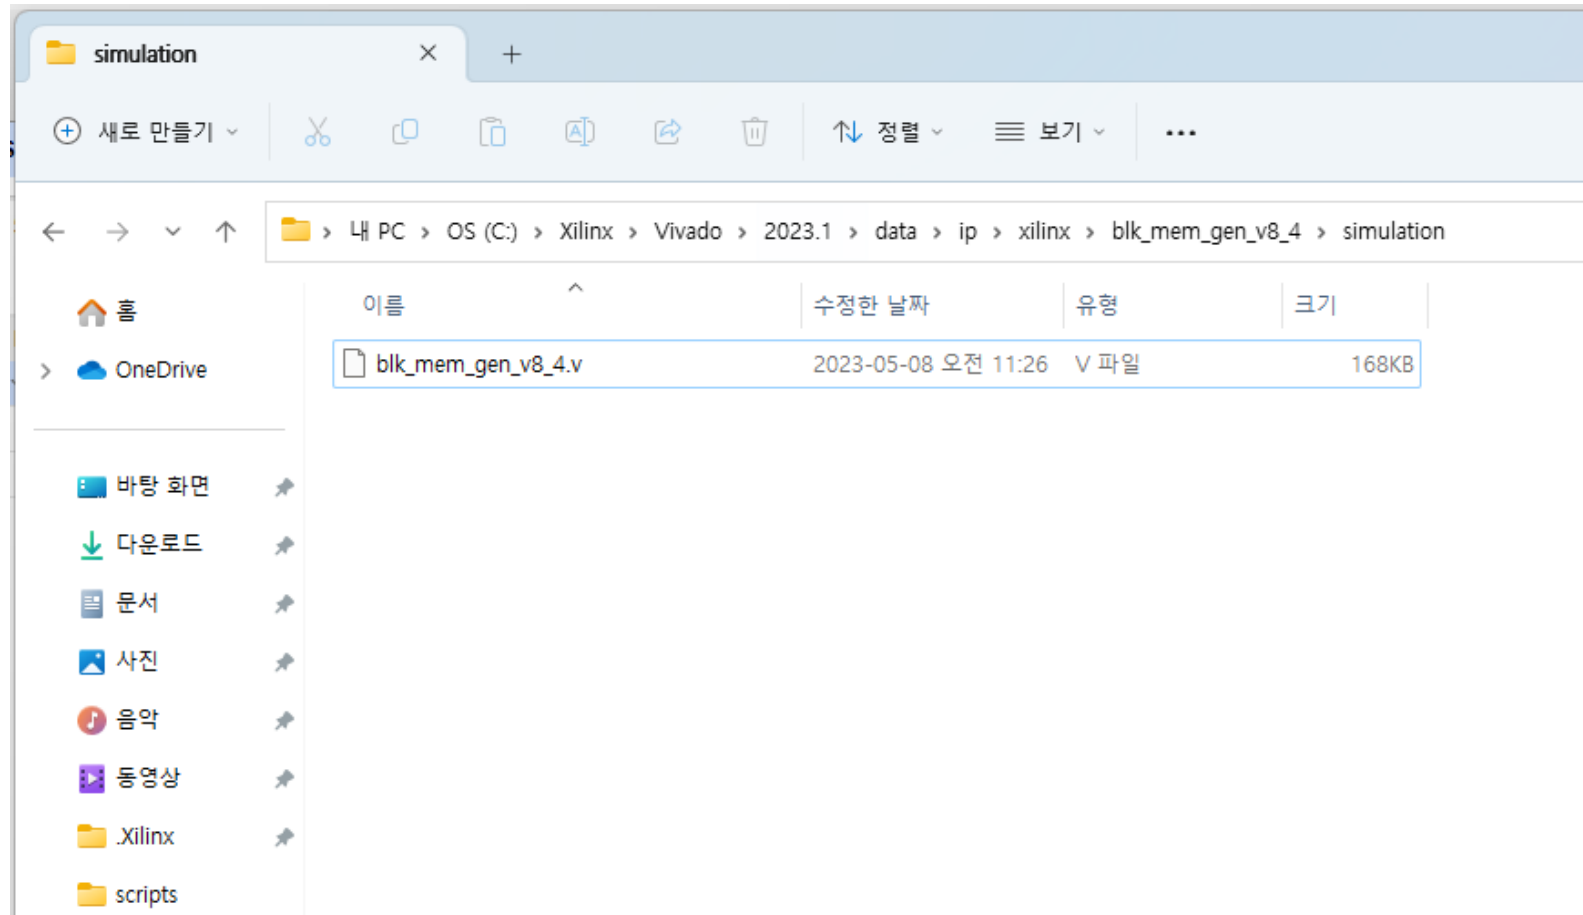 simulation
새로 만들기
정렬
보기
내 PC > OS (C:) > Xilinx > Vivado > 2023.1 > data > ip > xilinx > blk_mem_gen_v8_4 > simulation
이름 수정한 날짜 유형 크기
blk_mem_gen_v8_4.v 2023-05-08 오전 11:26 V 파일 168KB
홈
OneDrive
바탕 화면
다운로드
문서
사진
음악
동영상
.Xilinx
scripts